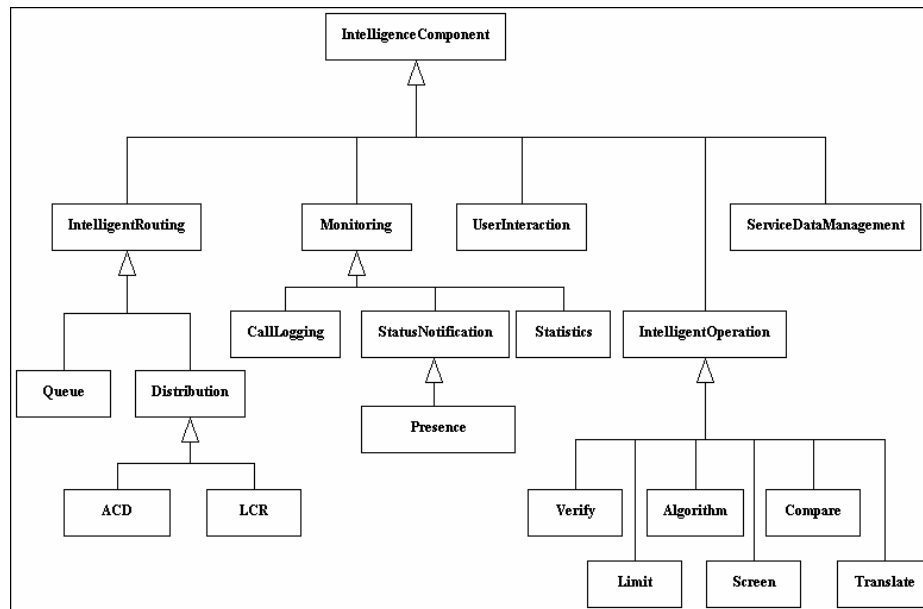 IntelligenceComponent
IntelligentRouting
Monitoring
UserInteraction
ServiceDataManagement
CallLogging
StatusNotification
Statistics
IntelligentOperation
Queue
Distribution
Presence
ACD
LCR
Verify
Algorithm
Compare
Limit
Screen
Translate